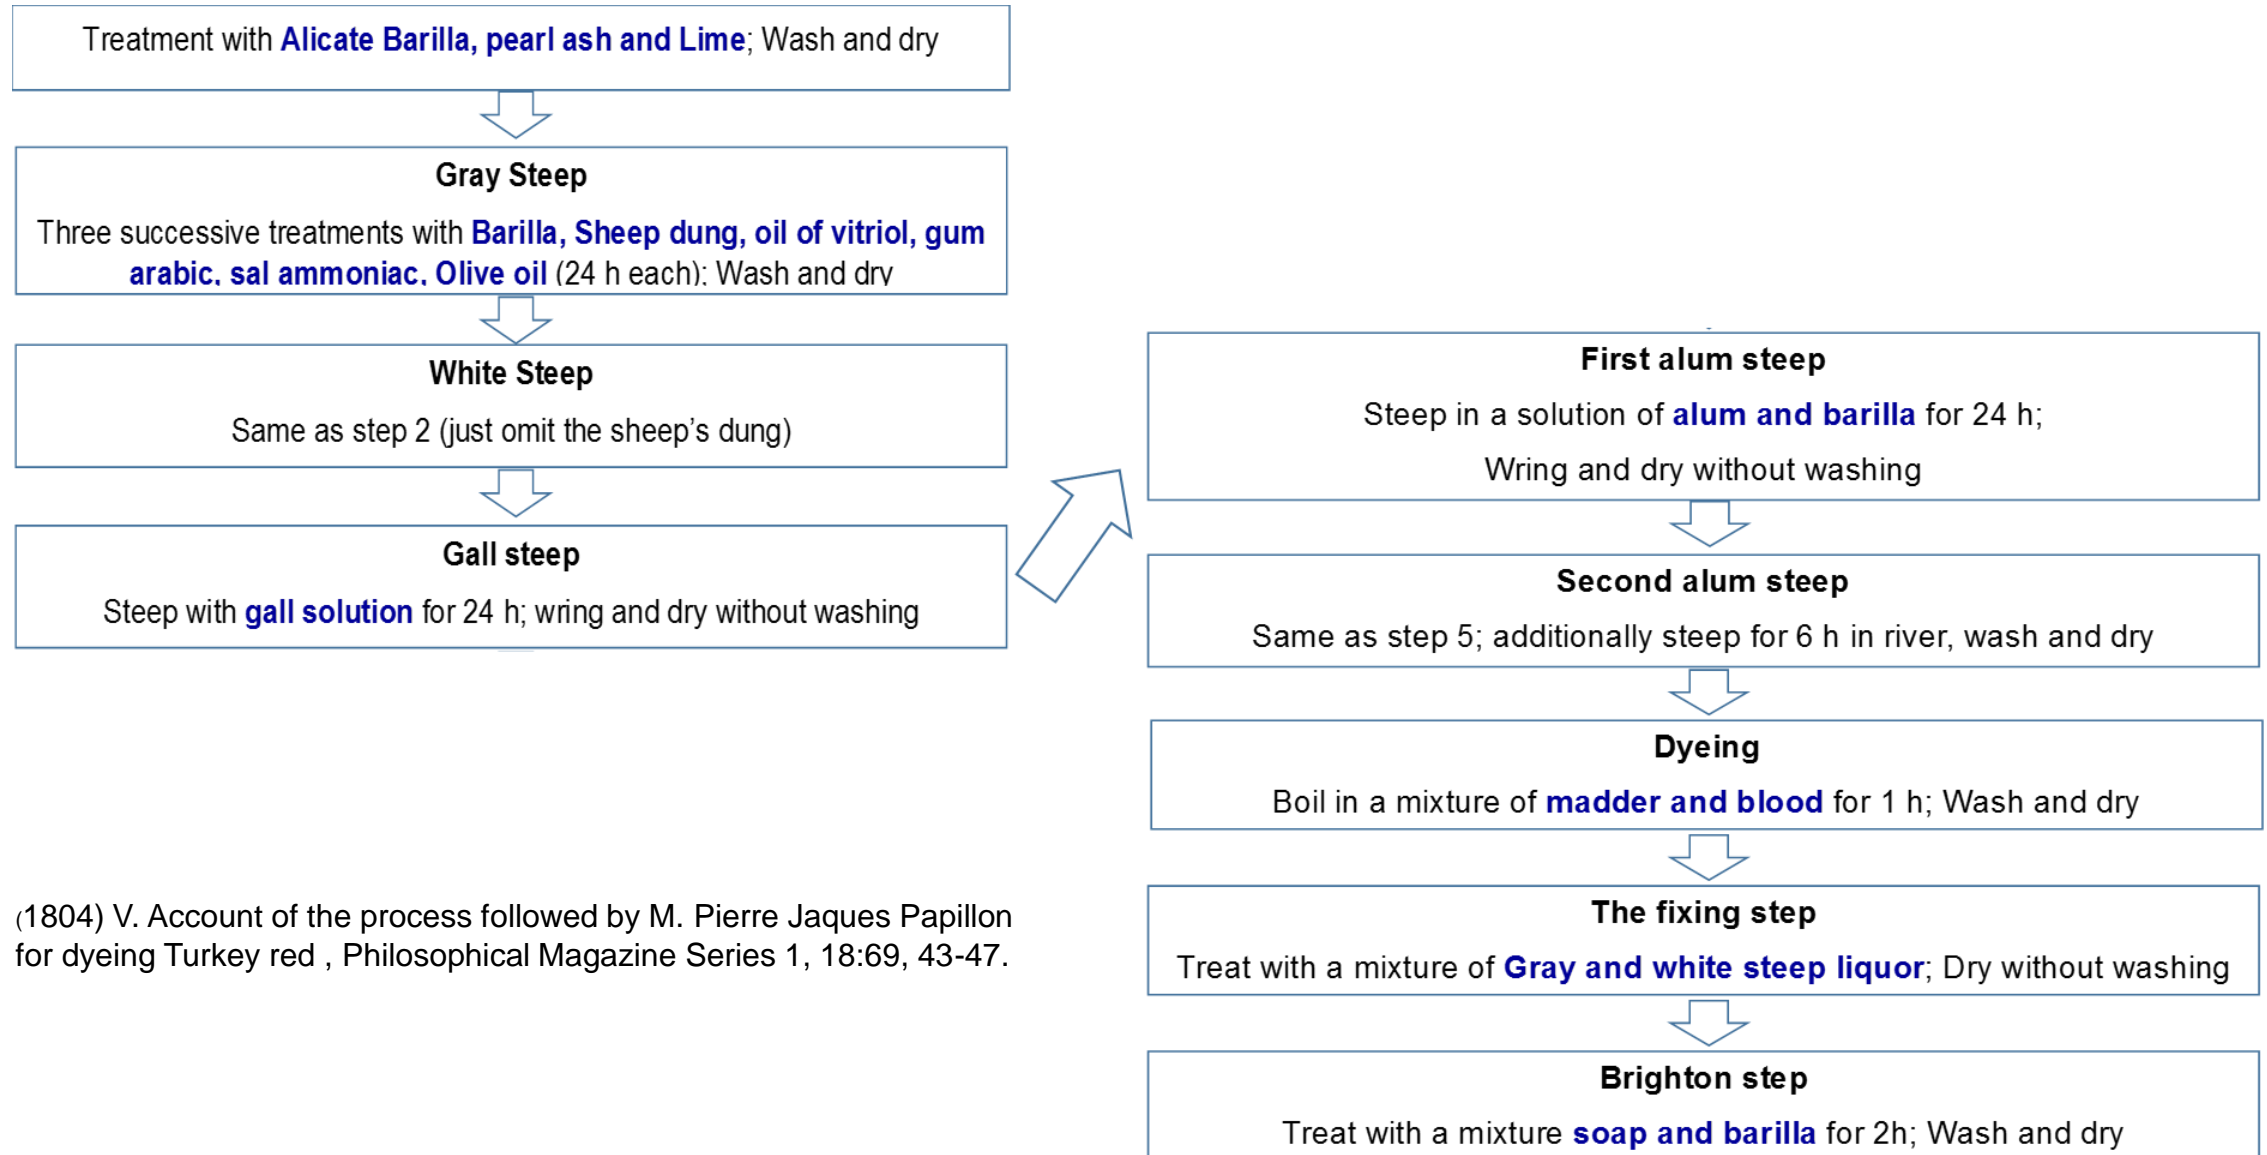 Treatment with Alicate Barilla, pearl ash and Lime; Wash and dry
Gray Steep
Three successive treatments with Barilla, Sheep dung, oil of vitriol, gum
arabic, sal ammoniac, Olive oil (24 h each); Wash and dry
White Steep
Same as step 2 (just omit the sheep's dung)
Gall steep
Steep with gall solution for 24 h; wring and dry without washing
First alum steep
Steep in a solution of alum and barilla for 24 h;
Wring and dry without washing
Second alum steep
Same as step 5; additionally steep for 6 h in river, wash and dry
Dyeing
Boil in a mixture of madder and blood for 1 h; Wash and dry
The fixing step
Treat with a mixture of Gray and white steep liquor; Dry without washing
Brighton step
Treat with a mixture soap and barilla for 2h; Wash and dry
(1804) V. Account of the process followed by M. Pierre Jaques Papillon
for dyeing Turkey red , Philosophical Magazine Series 1, 18:69, 43-47.